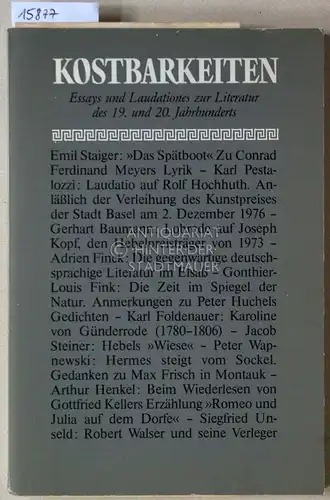 15877
KOSTBARKEITEN
Essays und Laudationes zur Literatur
des 19. und 20. Jahrhunderts
Emil Staiger: »Das Spätboot« Zu Conrad
Ferdinand Meyers Lyrik – Karl Pesta-
lozzi: Laudatio auf Rolf Hochhuth. An-
läßlich der Verleihung des Kunstpreises
der Stadt Basel am 2. Dezember 1976 –
Gerhart Baumann: Lobrede auf Joseph
Kopf, den Hebelpreisträger von 1973 –
Adrien Finck: Die gegenwärtige deutsch-
sprachige Literatur im Elsaß – Gonthier-
Louis Fink: Die Zeit im Spiegel der
Natur. Anmerkungen zu Peter Huchels
Gedichten – Karl Foldenauer: Karoline
von Günderrode (1780–1806) – Jacob
Steiner: Hebels »Wiese« – Peter Wap-
newski: Hermes steigt vom Sockel.
Gedanken zu Max Frisch in Montauk –
Arthur Henkel: Beim Wiederlesen von
Gottfried Kellers Erzählung »Romeo und
Julia auf dem Dorfe« – Siegfried Un-
seld: Robert Walser und seine Verleger
ANTIQUARIAT
HINTER DER
STADTMAUER